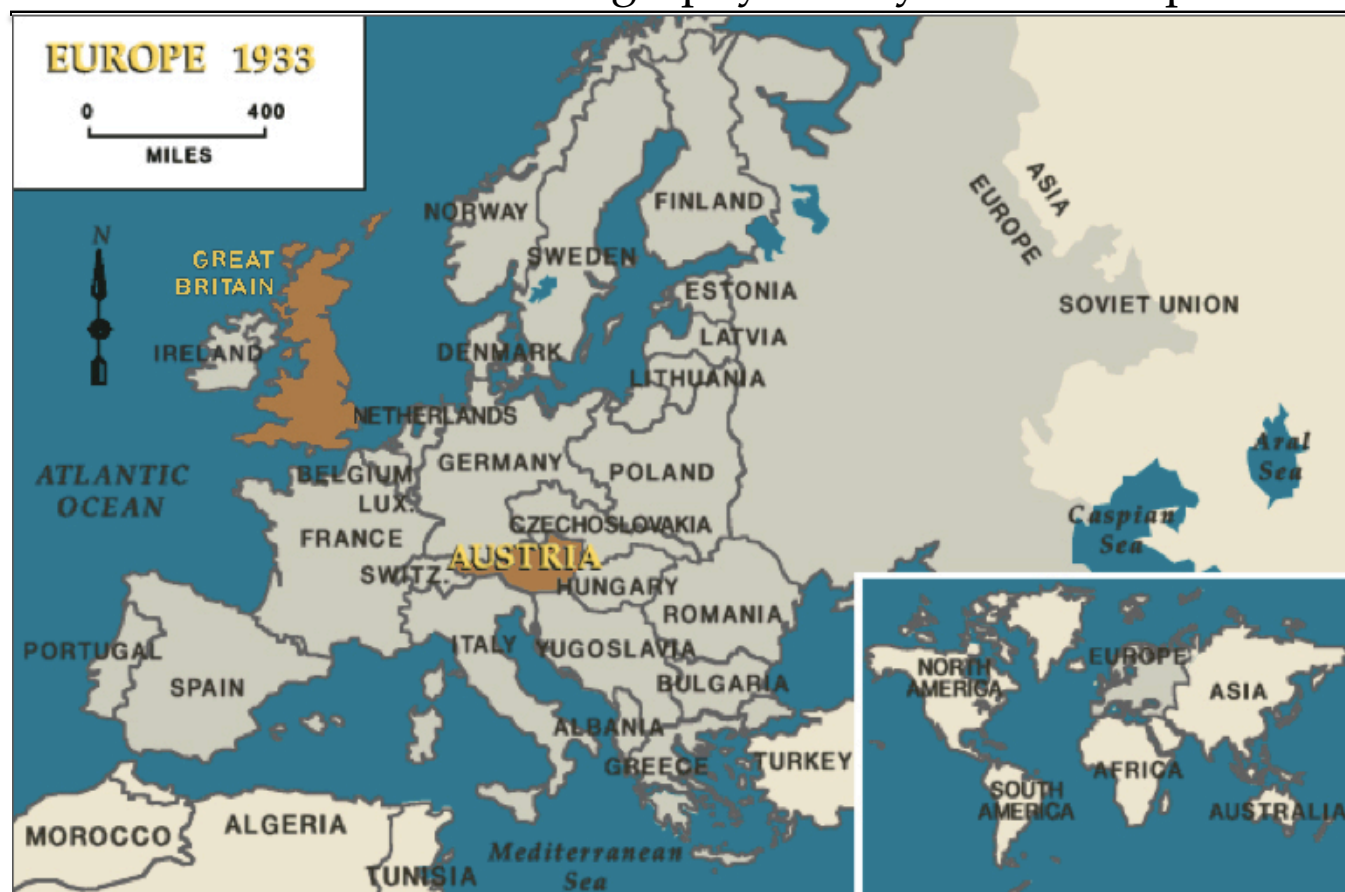 EUROPE 1933
0 400
MILES
N
NORWAY
FINLAND
SWEDEN
ASIA
EUROPE
GREAT
BRITAIN
ESTONIA
SOVIET UNION
LATVIA
IRELAND
DENMARK
LITHUANIA
NETHERLANDS
ATLANTIC
OCEAN
BELGIUM
GERMANY
POLAND
LUX.
Aral
Sea
Caspian
Sea
FRANCE
CZECHOSLOVAKIA
AUSTRIA
SWITZ.
HUNGARY
ROMANIA
PORTUGAL
ITALY
YUGOSLAVIA
SPAIN
BULGARIA
ALBANIA
GREECE
TURKEY
MOROCCO
ALGERIA
TUNISIA
Mediterranean
Sea
NORTH
AMERICA
EUROPE
ASIA
AFRICA
SOUTH
AMERICA
AUSTRALIA